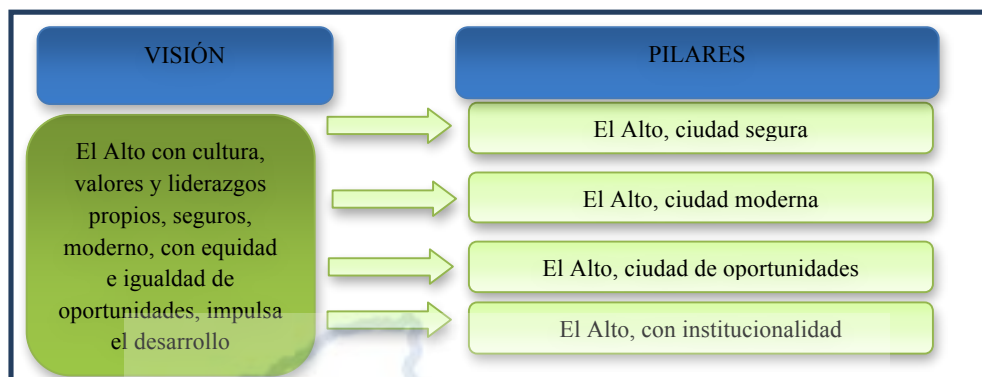 VISIÓN
El Alto con cultura,
valores y liderazgos
propios, seguros,
moderno, con equidad
e igualdad de
oportunidades, impulsa
el desarrollo
PILARES
El Alto, ciudad segura
El Alto, ciudad moderna
El Alto, ciudad de oportunidades
El Alto, con institucionalidad